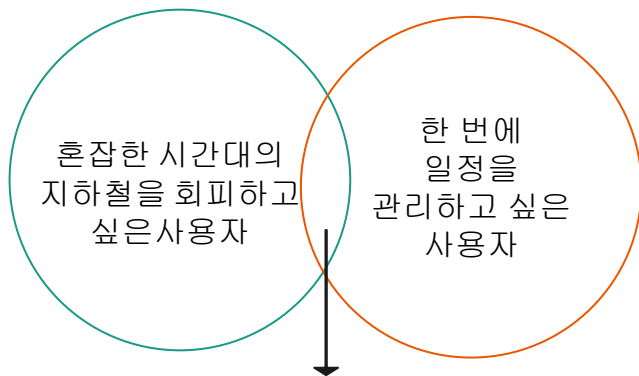 혼잡한 시간대의
지하철을 회피하고
싶은사용자
한 번에
일정을
관리하고 싶은
사용자